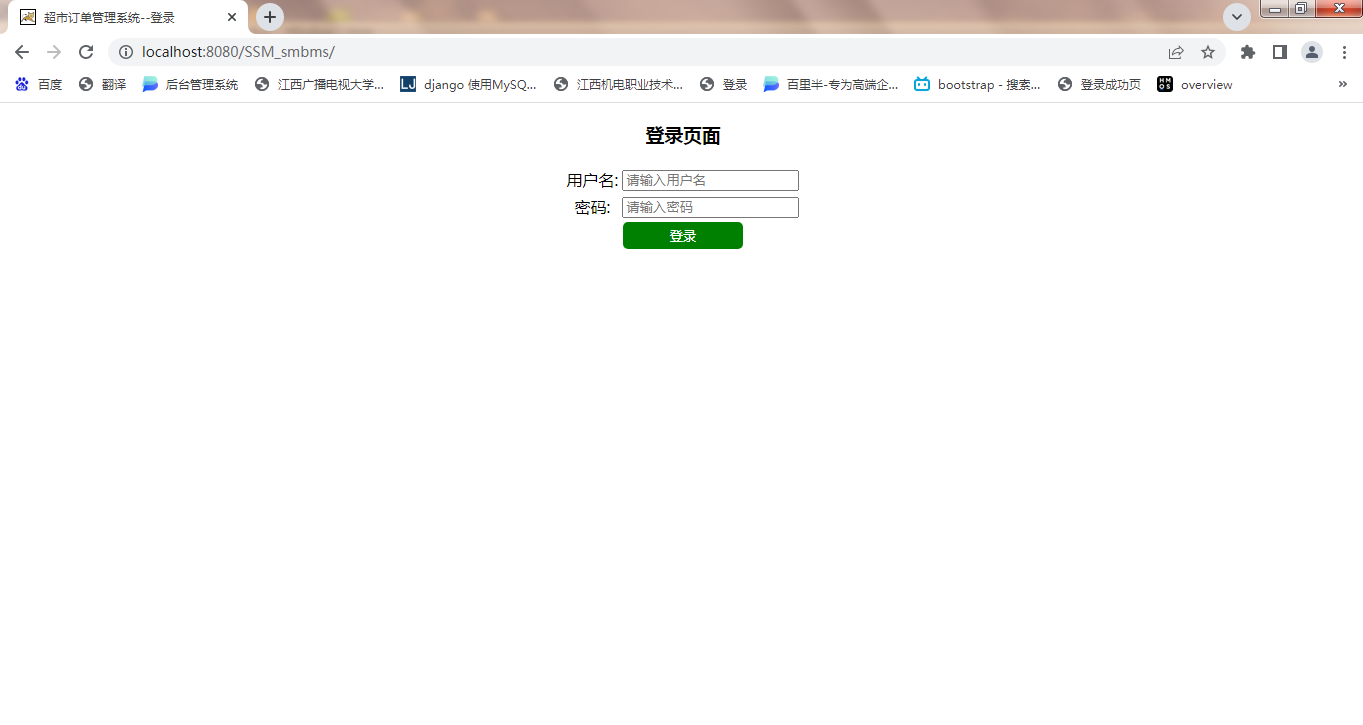 超市订单管理系统--登录
localhost:8080/SSM_smbms/
百度 翻译 后台管理系统 江西广播电视大学... LJ django 使用MySQ... 江西机电职业技术... 登录 百里半-专为高端企... bootstrap - 搜索... 登录成功页 HMOS overview »
登录页面
用户名: 请输入用户名
密码: 请输入密码
登录